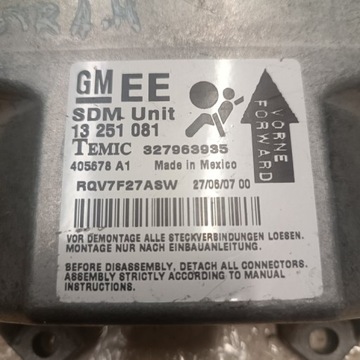 GM EE
SDM Unit
13 251 081
TEMIC 327963935
405678 A1 Made in Mexico
RQV7F27ASW 27/06/07 00
VORNE
FORWARD
VOR DEMONTAGE ALLE STECKVERBINDUNGEN LOESEN.
MONTAGE NUR NACH EINBAUANLEITUNG.
BEFORE DISASSEMBLY, DETACH ALL CONNECTORS.
ASSEMBLY STRICTLY ACCORDING TO MANUAL
INSTRUCTIONS.